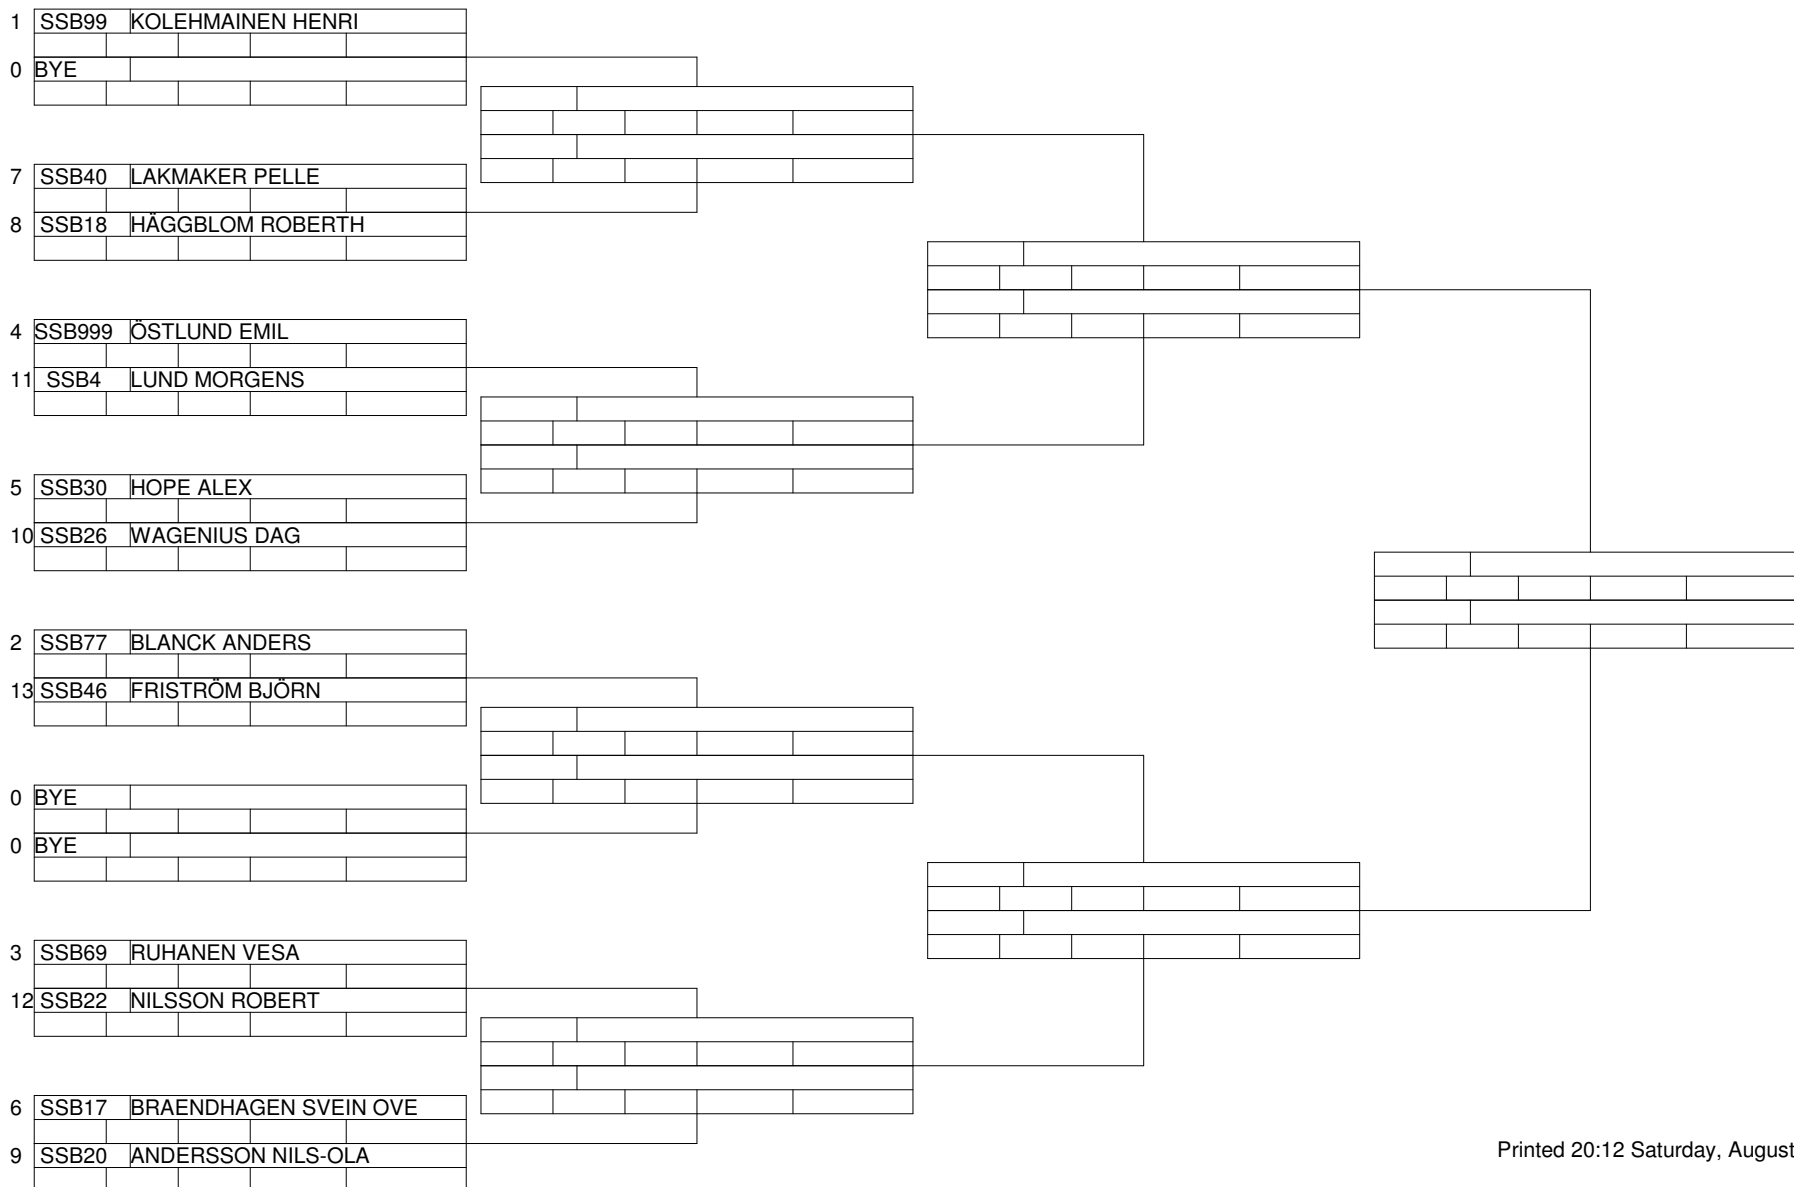 1 SSB99 KOLEHMAINEN HENRI
0 BYE
7 SSB40 LAKMAKER PELLE
8 SSB18 HÄGGBLOM ROBERTH
4 SSB999 ÖSTLUND EMIL
11 SSB4 LUND MORGENS
5 SSB30 HOPE ALEX
10 SSB26 WAGENIUS DAG
2 SSB77 BLANCK ANDERS
13 SSB46 FRISTRÖM BJÖRN
0 BYE
0 BYE
3 SSB69 RUHANEN VESA
12 SSB22 NILSSON ROBERT
6 SSB17 BRAENDHAGEN SVEIN OVE
9 SSB20 ANDERSSON NILS-OLA
Printed 20:12 Saturday, August